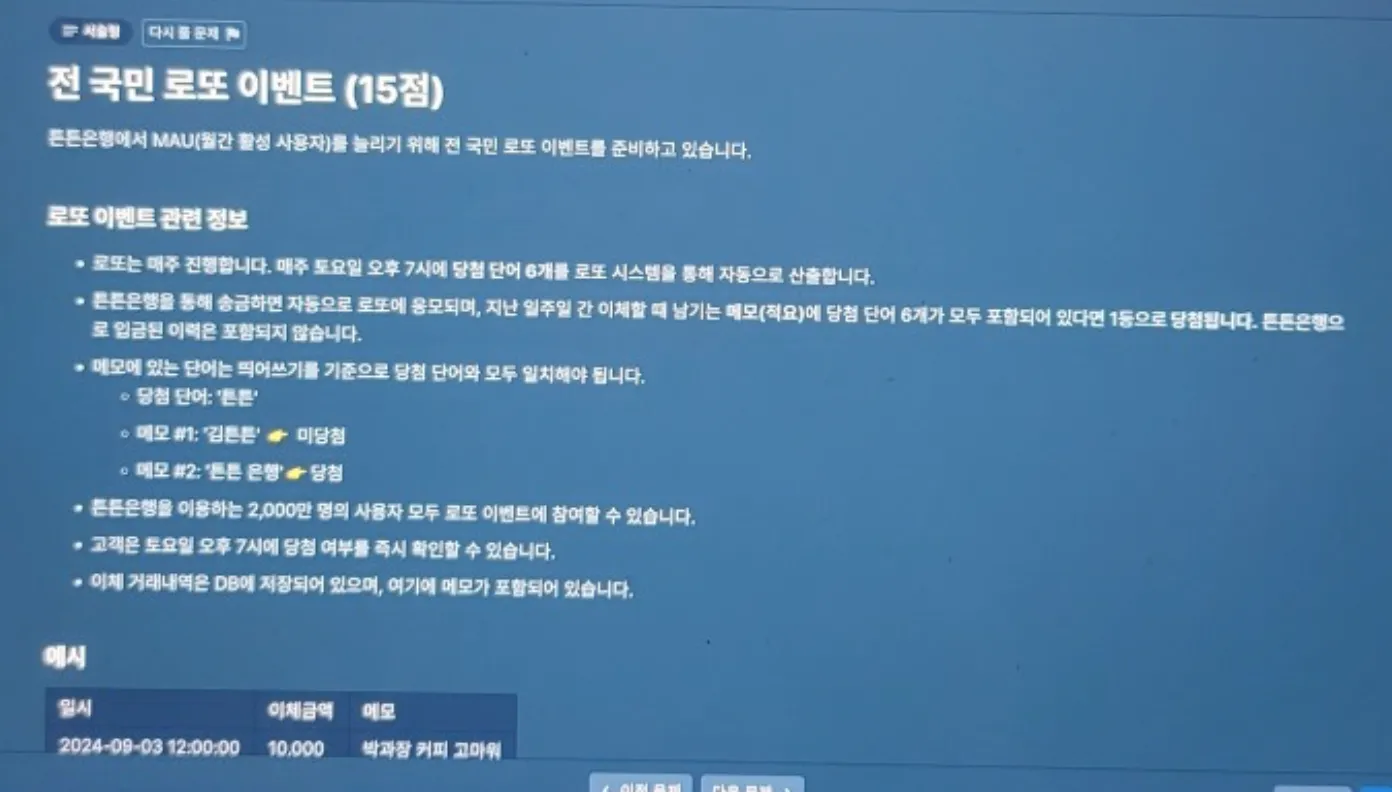 서술형 다시 풀 문제
전 국민 로또 이벤트 (15점)
튼튼은행에서 MAU(월간 활성 사용자)를 늘리기 위해 전 국민 로또 이벤트를 준비하고 있습니다.
로또 이벤트 관련 정보
• 로또는 매주 진행합니다. 매주 토요일 오후 7시에 당첨 단어 6개를 로또 시스템을 통해 자동으로 산출합니다.
• 튼튼은행을 통해 송금하면 자동으로 로또에 응모되며, 지난 일주일 간 이체할 때 남기는 메모(적요)에 당첨 단어 6개가 모두 포함되어 있다면 1등으로 당첨됩니다. 튼튼은행으
로 입금된 이력은 포함되지 않습니다.
• 메모에 있는 단어는 띄어쓰기를 기준으로 당첨 단어와 모두 일치해야 됩니다.
◦ 당첨 단어: '튼튼'
◦ 메모 #1: '김튼튼' 👉 미당첨
◦ 메모 #2: '튼튼 은행' 👉 당첨
• 튼튼은행을 이용하는 2,000만 명의 사용자 모두 로또 이벤트에 참여할 수 있습니다.
• 고객은 토요일 오후 7시에 당첨 여부를 즉시 확인할 수 있습니다.
• 이체 거래내역은 DB에 저장되어 있으며, 여기에 메모가 포함되어 있습니다.
예시
일시 이체금액 메모
2024-09-03 12:00:00 10,000 박과장 커피 고마워
이전 문제 다음 문제